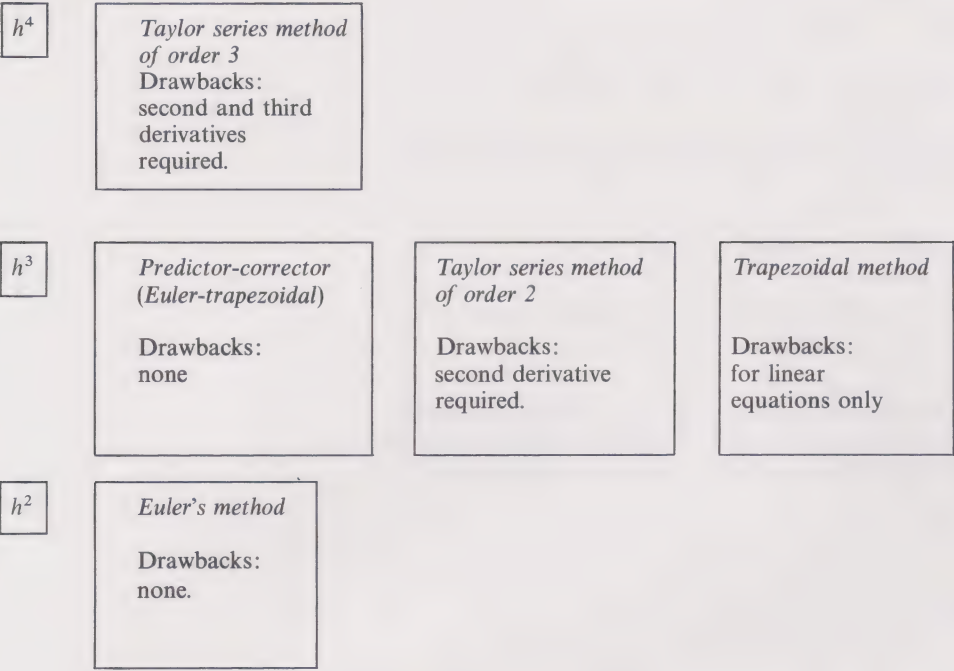 h⁴
Taylor series method
of order 3
Drawbacks:
second and third
derivatives
required.
h³
Predictor-corrector
(Euler-trapezoidal)
Drawbacks:
none
Taylor series method
of order 2
Drawbacks:
second derivative
required.
Trapezoidal method
Drawbacks:
for linear
equations only
h²
Euler's method
Drawbacks:
none.